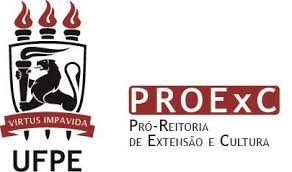 VIRTUS IMPAVIDA
UFPE
PROExC
PRÓ-REITORIA
DE EXTENSÃO E CULTURA